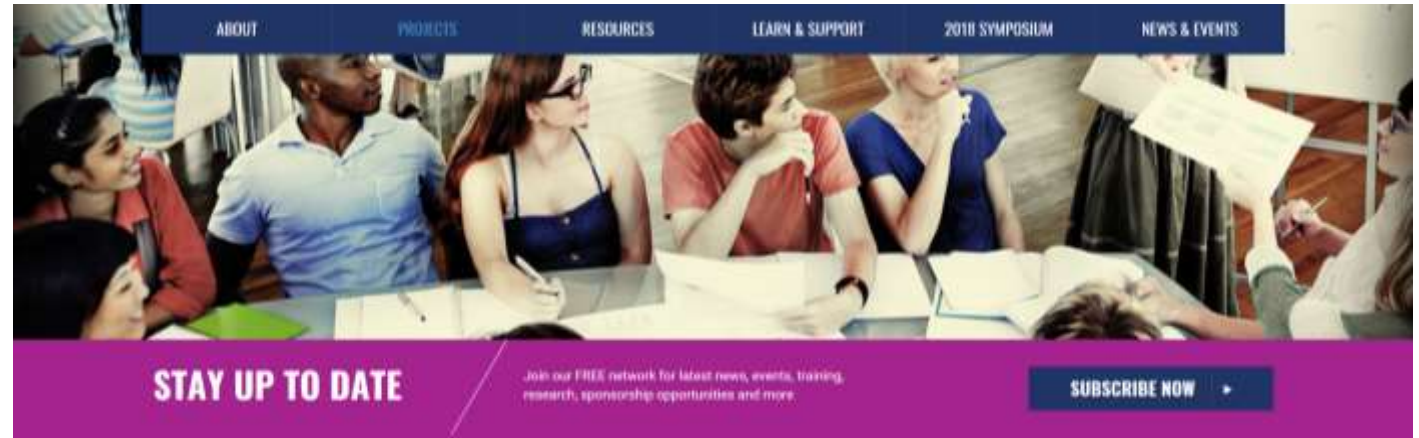 ABOUT PROJECTS RESOURCES LEARN & SUPPORT 2018 SYMPOSIUM NEWS & EVENTS
STAY UP TO DATE
Join our FREE network for latest news, events, training,
research, sponsorship opportunities and more
SUBSCRIBE NOW